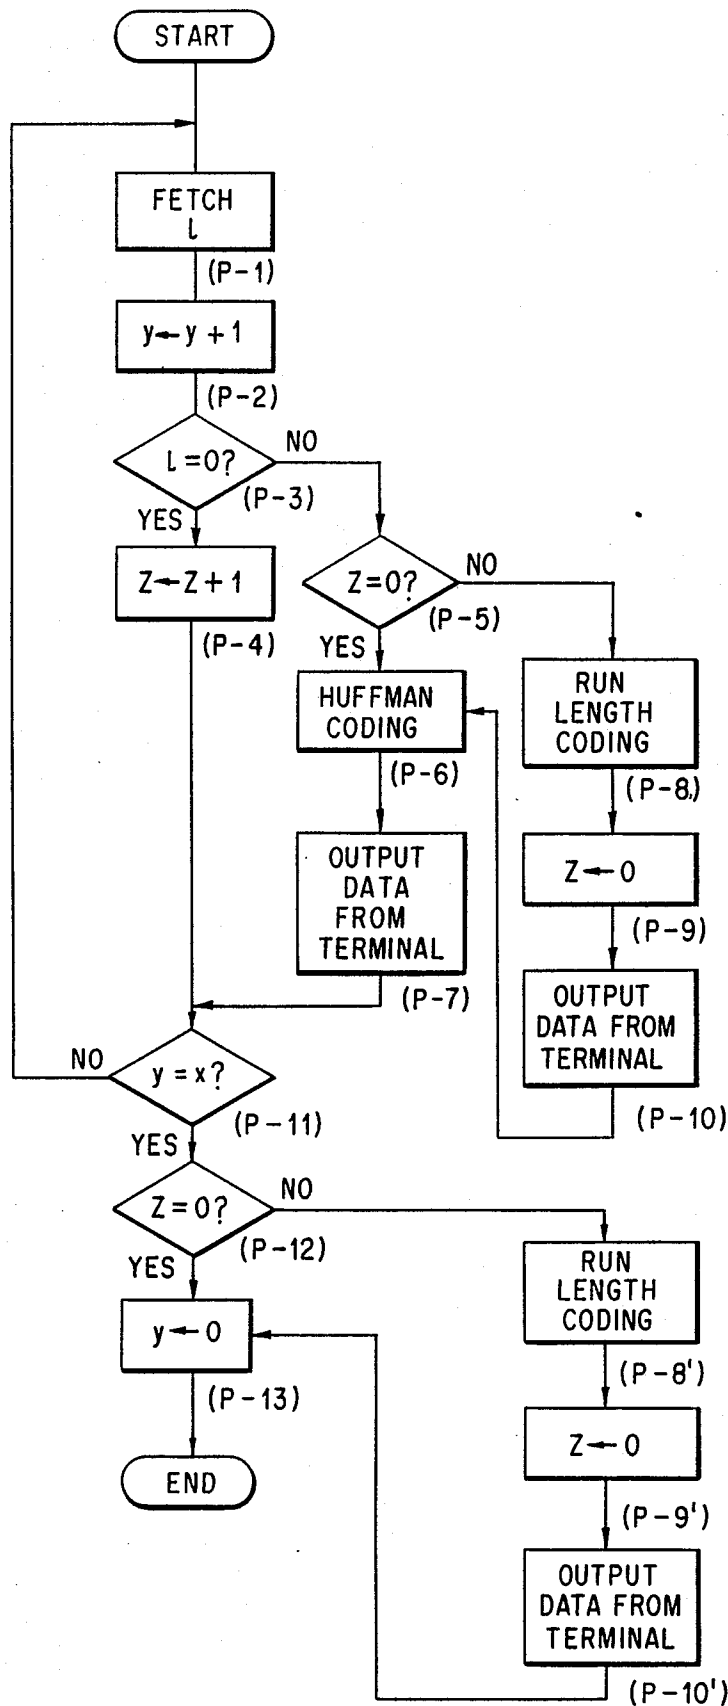 START
FETCH
l
(P-1)
y←y+1
(P-2)
l=0?
NO
(P-3)
YES
Z←Z+1
(P-4)
Z=0?
NO
(P-5)
YES
HUFFMAN
CODING
(P-6)
RUN
LENGTH
CODING
(P-8)
OUTPUT
DATA
FROM
TERMINAL
(P-7)
Z←0
(P-9)
OUTPUT
DATA FROM
TERMINAL
(P-10)
NO
y=x?
(P-11)
YES
Z=0?
NO
(P-12)
YES
y←0
(P-13)
END
RUN
LENGTH
CODING
(P-8')
Z←0
(P-9')
OUTPUT
DATA FROM
TERMINAL
(P-10')